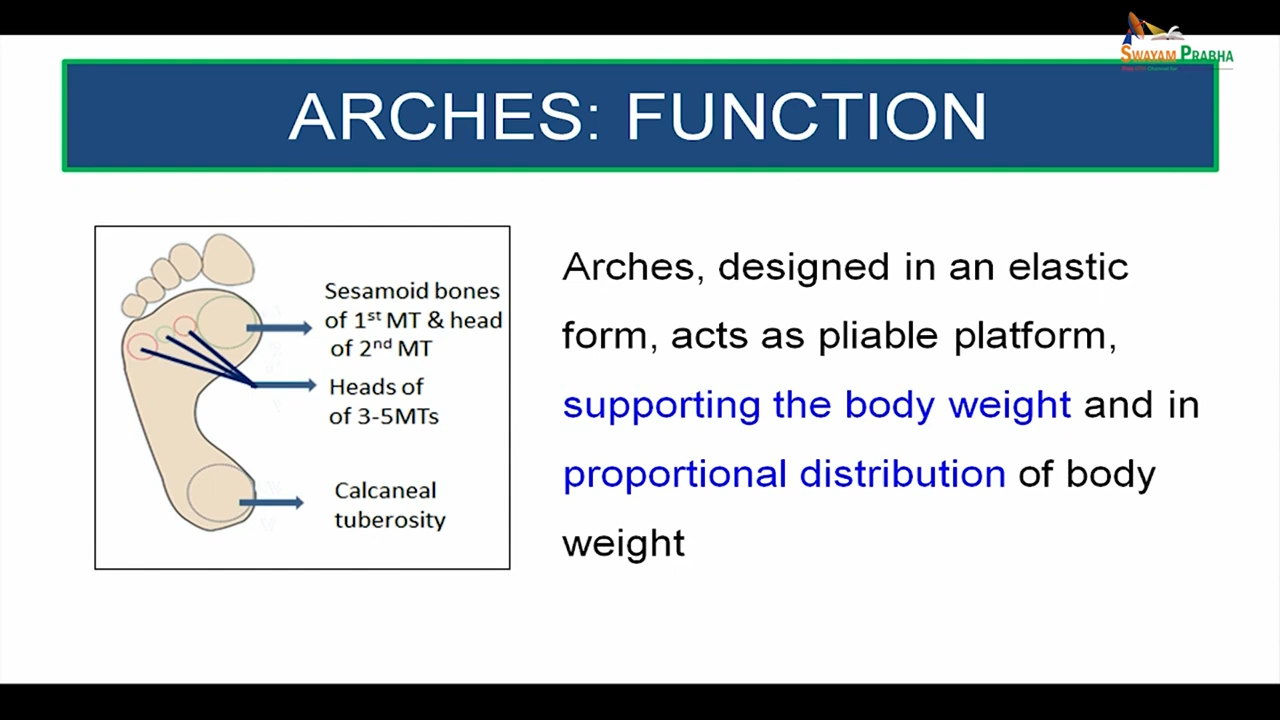 SWAYAM PRABHA
ARCHES: FUNCTION
Sesamoid bones
of 1st MT & head
of 2nd MT
Heads of
of 3-5MTs
Calcaneal
tuberosity
Arches, designed in an elastic
form, acts as pliable platform,
supporting the body weight and in
proportional distribution of body
weight